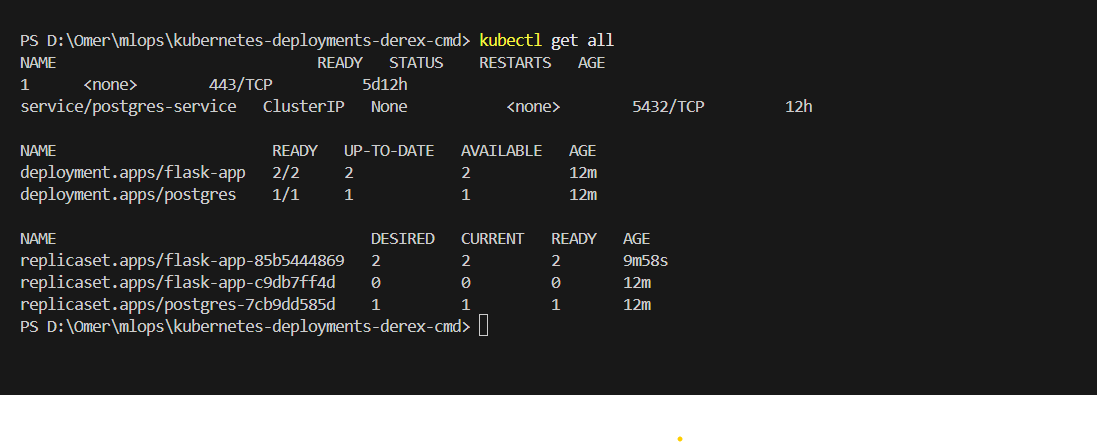 PS D:\Omer\mlops\kubernetes-deployments-derex-cmd> kubectl get all
NAME READY STATUS RESTARTS AGE
1 <none> 443/TCP 5d12h
service/postgres-service ClusterIP None <none> 5432/TCP 12h
NAME READY UP-TO-DATE AVAILABLE AGE
deployment.apps/flask-app 2/2 2 2 12m
deployment.apps/postgres 1/1 1 1 12m
NAME DESIRED CURRENT READY AGE
replicaset.apps/flask-app-85b5444869 2 2 2 9m58s
replicaset.apps/flask-app-c9db7ff4d 0 0 0 12m
replicaset.apps/postgres-7cb9dd585d 1 1 1 12m
PS D:\Omer\mlops\kubernetes-deployments-derex-cmd>